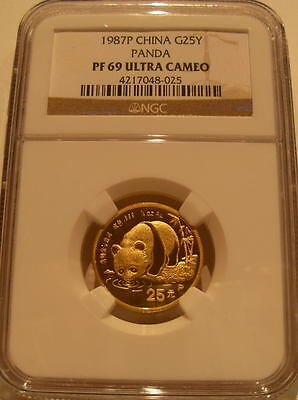 1987P CHINA G25Y
PANDA
PF 69 ULTRA CAMEO
4217048-025
NGC
25元 P